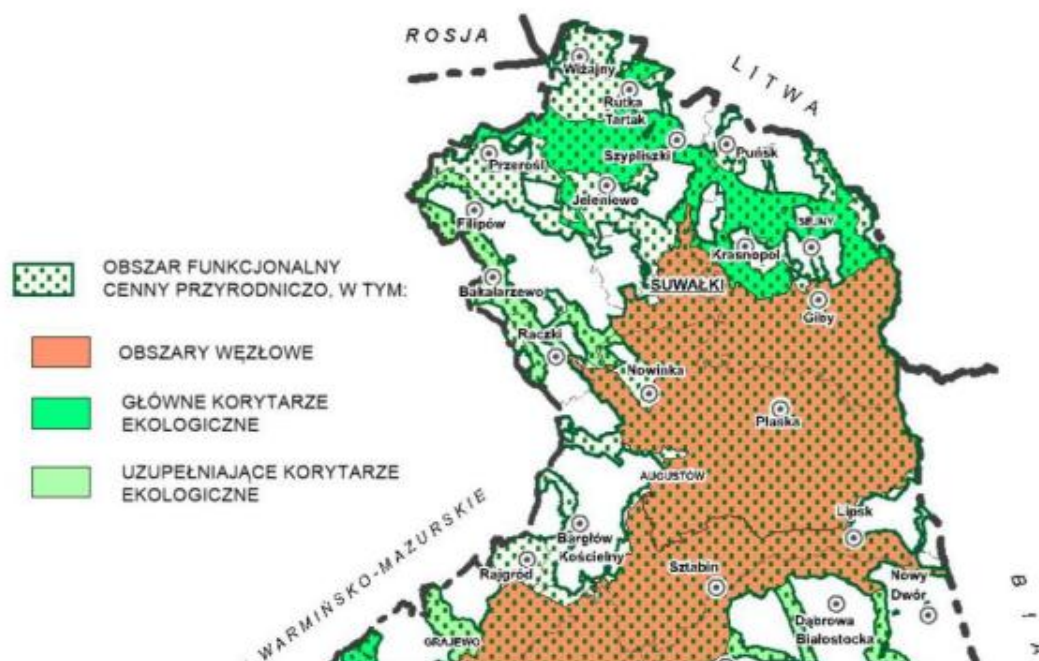 ROSJA
LITWA
Wiżajny
Rutka
Tartak
Szypliszki
Puńsk
Przerośl
Jeleniewo
Filipów
SEJNY
Krasnopol
OBSZAR FUNKCJONALNY
CENNY PRZYRODNICZO, W TYM:
SUWAŁKI
Bakałarzewo
Giby
Raczki
OBSZARY WĘZŁOWE
Nowinka
Płaska
GŁÓWNE KORYTARZE
EKOLOGICZNE
UZUPEŁNIAJĄCE KORYTARZE
EKOLOGICZNE
AUGUSTÓW
Lipsk
Bargłów
Kościelny
Rajgród
Sztabin
Nowy
Dwór
WARMIŃSKO-MAZURSKIE
Dąbrowa
Białostocka
GRAJEWO
B I A